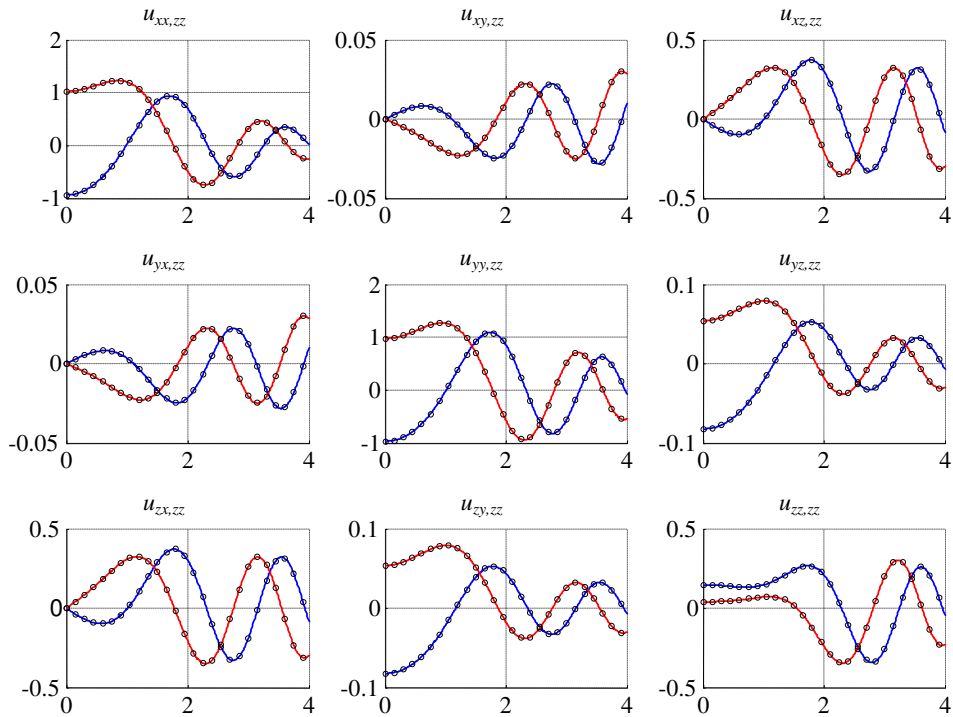 u_{xx,zz} u_{xy,zz} u_{xz,zz}
2 0.05 0.5
1
0 0 0
-1 -0.05 -0.5
0 2 4 0 2 4 0 2 4
u_{yx,zz} u_{yy,zz} u_{yz,zz}
0.05 2 0.1
1
0 0 0
-0.05 -1 -0.1
0 2 4 0 2 4 0 2 4
u_{zx,zz} u_{zy,zz} u_{zz,zz}
0.5 0.1 0.5
0 0 0
-0.5 -0.1 -0.5
0 2 4 0 2 4 0 2 4